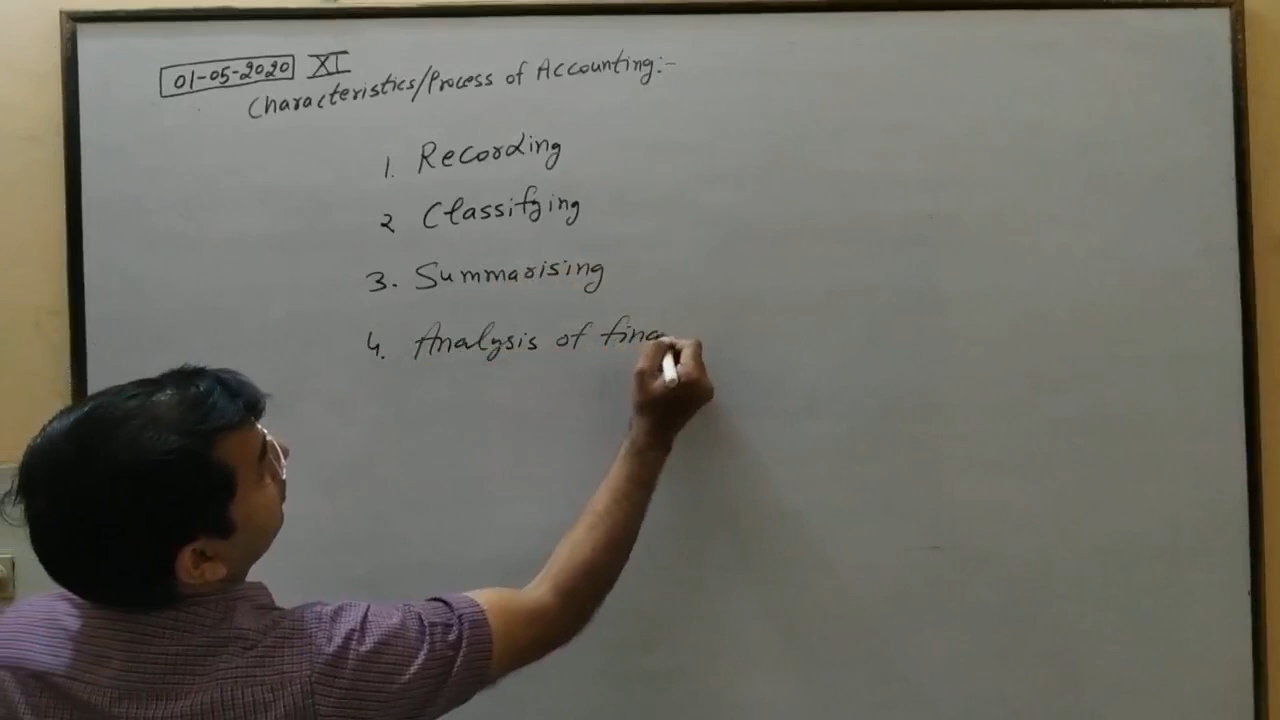 01-05-2020 XI
Characteristics/Process of Accounting:-
1. Recording
2 Classifying
3. Summarising
4. Analysis of fina